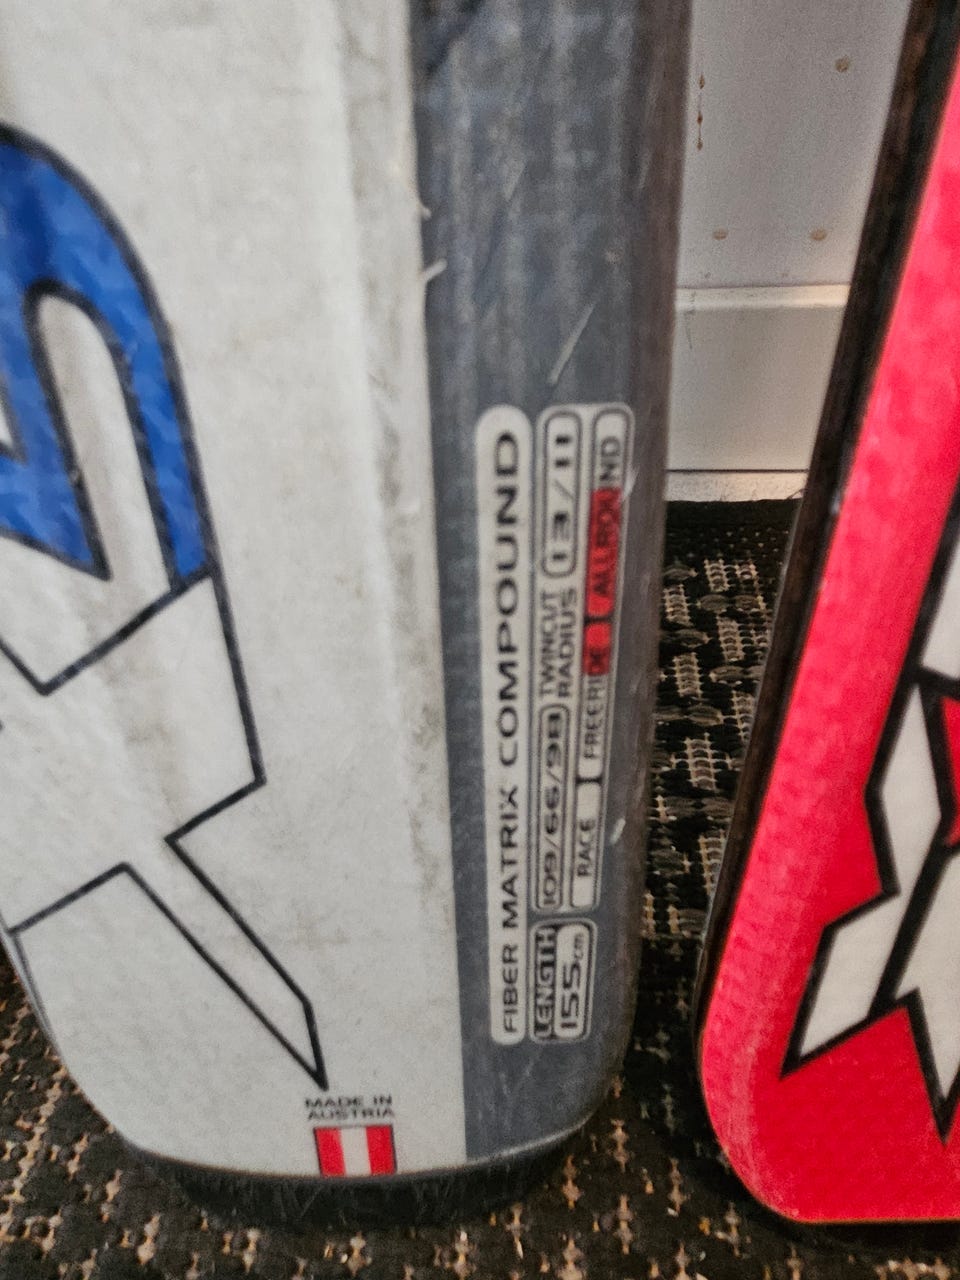 FIBER MATRIX COMPOUND
LENGTH
155cm
109/66/98
TWINCUT
RADIUS
13/11
RACE
FREERIDE
ALLROUND
MADE IN
AUSTRIA